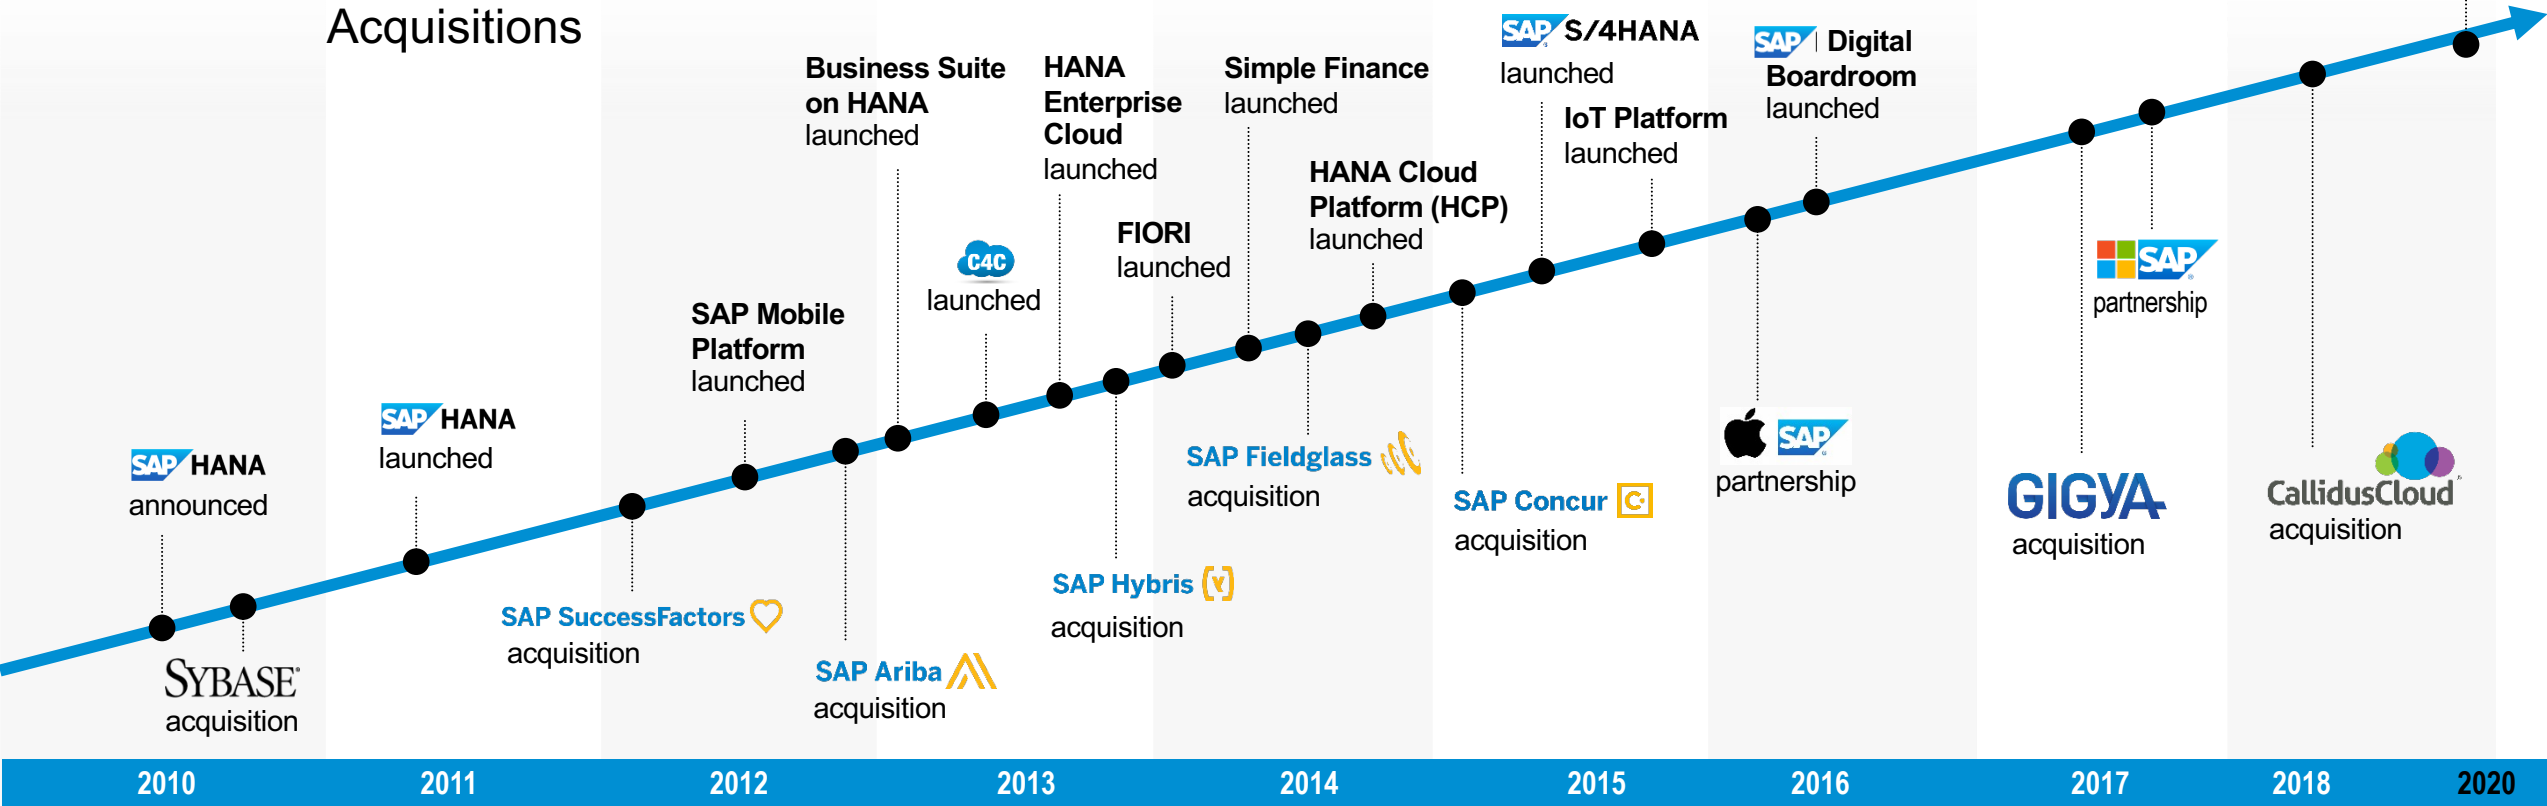 Acquisitions
SAP HANA
announced
SYBASE
acquisition
SAP HANA
launched
SAP SuccessFactors
acquisition
SAP Mobile
Platform
launched
SAP Ariba
acquisition
Business Suite
on HANA
launched
C4C
launched
HANA
Enterprise
Cloud
launched
SAP Hybris
acquisition
FIORI
launched
Simple Finance
launched
SAP Fieldglass
acquisition
HANA Cloud
Platform (HCP)
launched
SAP Concur
acquisition
SAP S/4HANA
launched
IoT Platform
launched
SAP
partnership
SAP | Digital
Boardroom
launched
GIGYA
acquisition
SAP
partnership
CallidusCloud
acquisition
2010 2011 2012 2013 2014 2015 2016 2017 2018 2020